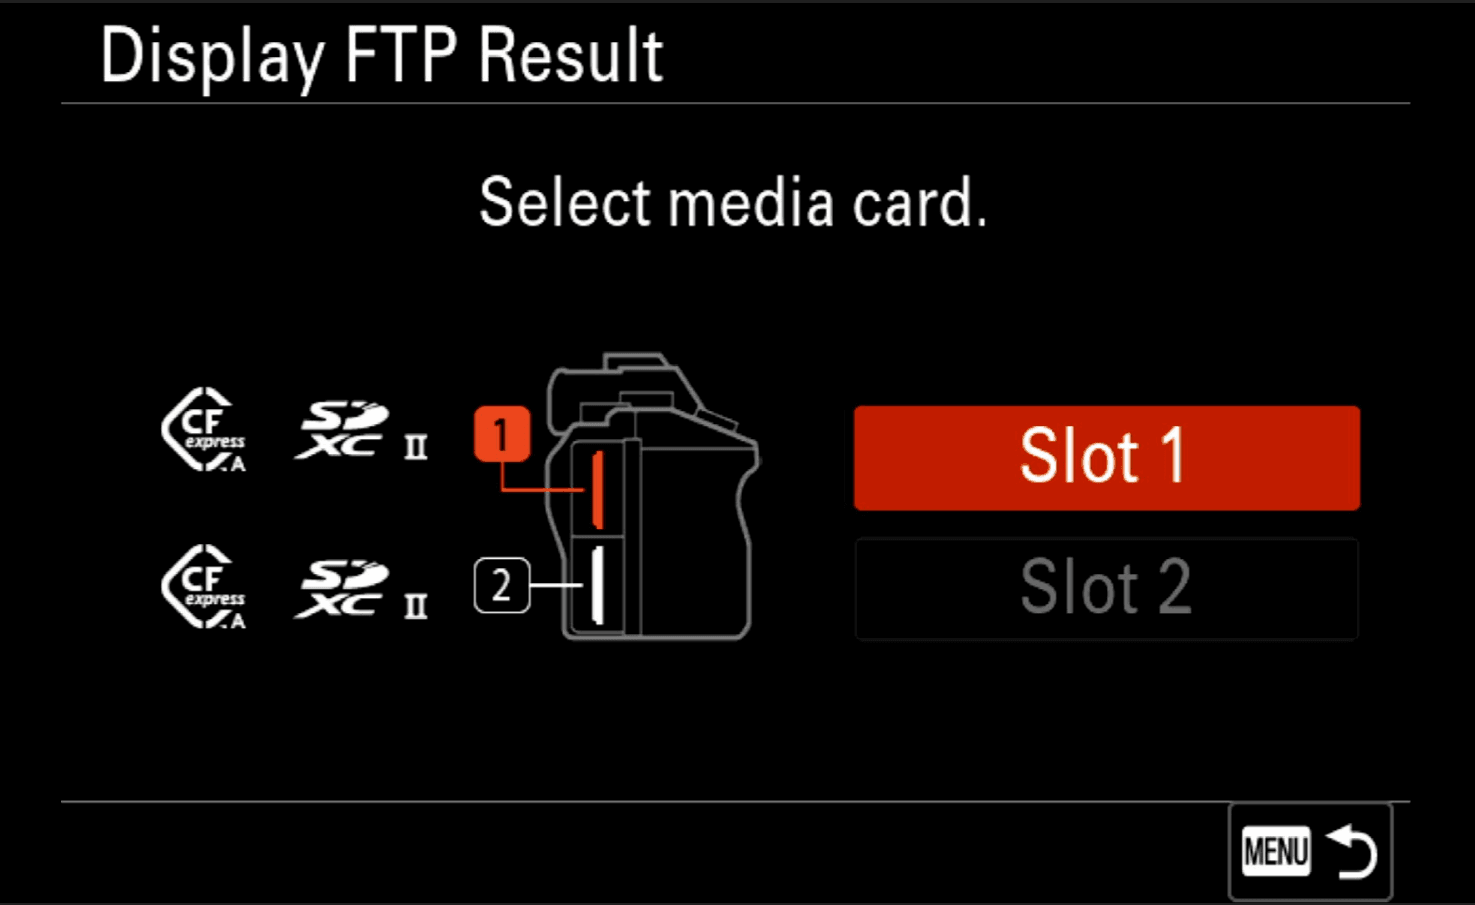 Display FTP Result
Select media card.
CF express A
SD XC II
1
Slot 1
CF express A
SD XC II
2
Slot 2
MENU